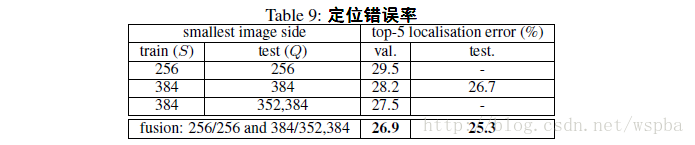 Table 9: 定位错误率
smallest image side top-5 localisation error (%)
train (S) test (Q) val. test.
256 256 29.5 -
384 384 28.2 26.7
384 352,384 27.5 -
fusion: 256/256 and 384/352,384 26.9 25.3
http://blog.csdn.net/wspba